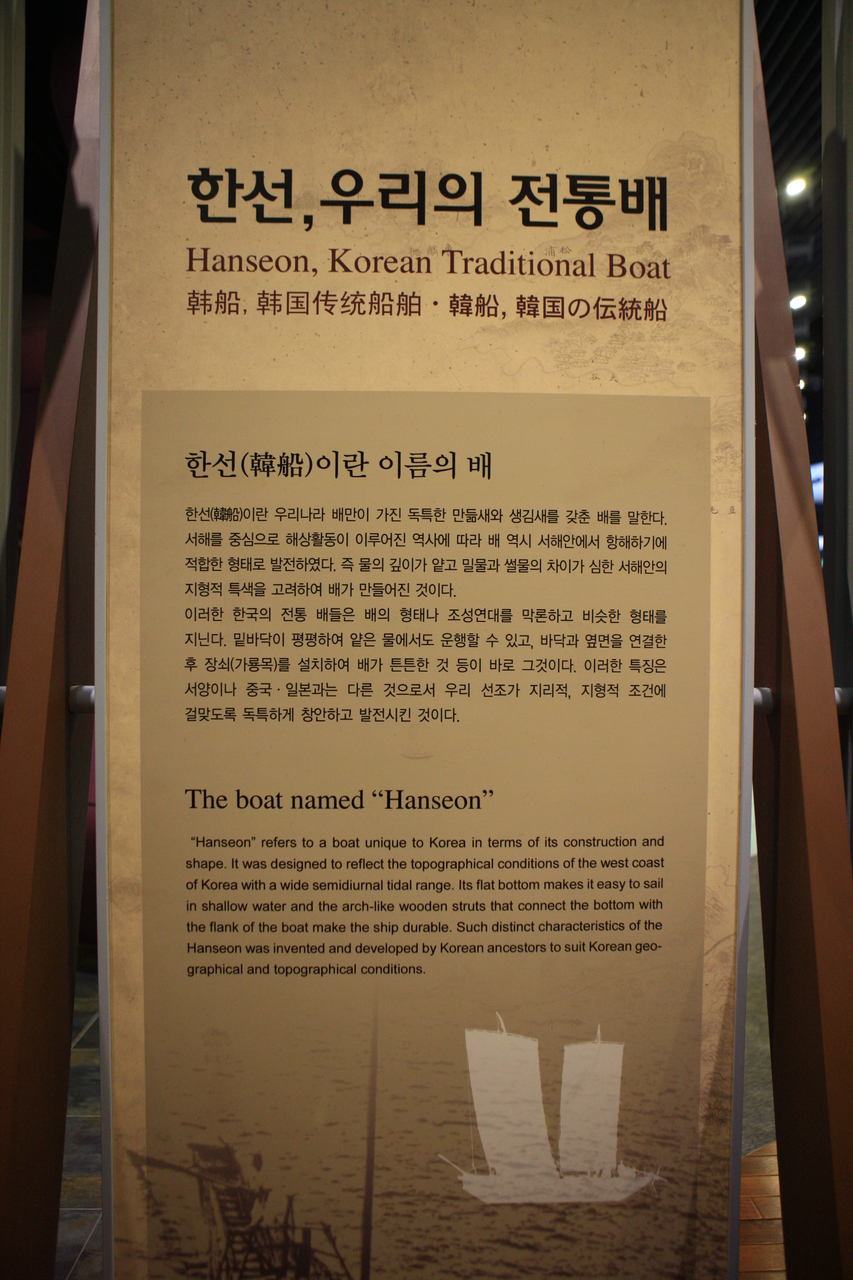 한선,우리의 전통배
Hanseon, Korean Traditional Boat
韩船, 韩国传统船舶・韓船, 韓国の伝統船
한선(韓船)이란 이름의 배
한선(韓船)이란 우리나라 배만이 가진 독특한 만듦새와 생김새를 갖춘 배를 말한다.
서해를 중심으로 해상활동이 이루어진 역사에 따라 배 역시 서해안에서 항해하기에
적합한 형태로 발전하였다. 즉 물의 깊이가 얕고 밀물과 썰물의 차이가 심한 서해안의
지형적 특색을 고려하여 배가 만들어진 것이다.
이러한 한국의 전통 배들은 배의 형태나 조성연대를 막론하고 비슷한 형태를
지닌다. 밑바닥이 평평하여 얕은 물에서도 운행할 수 있고, 바닥과 옆면을 연결한
후 장쇠(가룡목)를 설치하여 배가 튼튼한 것 등이 바로 그것이다. 이러한 특징은
서양이나 중국 · 일본과는 다른 것으로서 우리 선조가 지리적, 지형적 조건에
걸맞도록 독특하게 창안하고 발전시킨 것이다.
The boat named “Hanseon”
“Hanseon” refers to a boat unique to Korea in terms of its construction and
shape. It was designed to reflect the topographical conditions of the west coast
of Korea with a wide semidiurnal tidal range. Its flat bottom makes it easy to sail
in shallow water and the arch-like wooden struts that connect the bottom with
the flank of the boat make the ship durable. Such distinct characteristics of the
Hanseon was invented and developed by Korean ancestors to suit Korean geo-
graphical and topographical conditions.